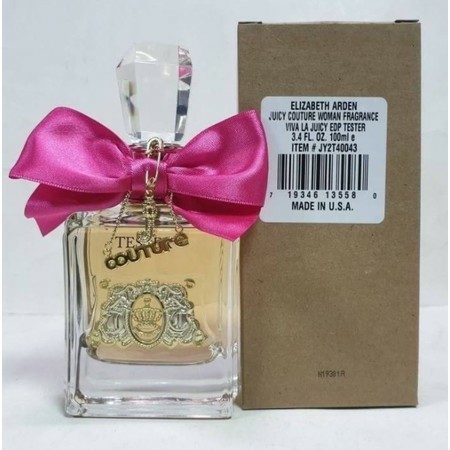 ELIZABETH ARDEN
JUICY COUTURE WOMAN FRAGRANCE
VIVA LA JUICY EDP TESTER
3.4 FL. OZ. 100ml e
ITEM # JY2T40043
7 19346 13558 0
MADE IN U.S.A.
couture